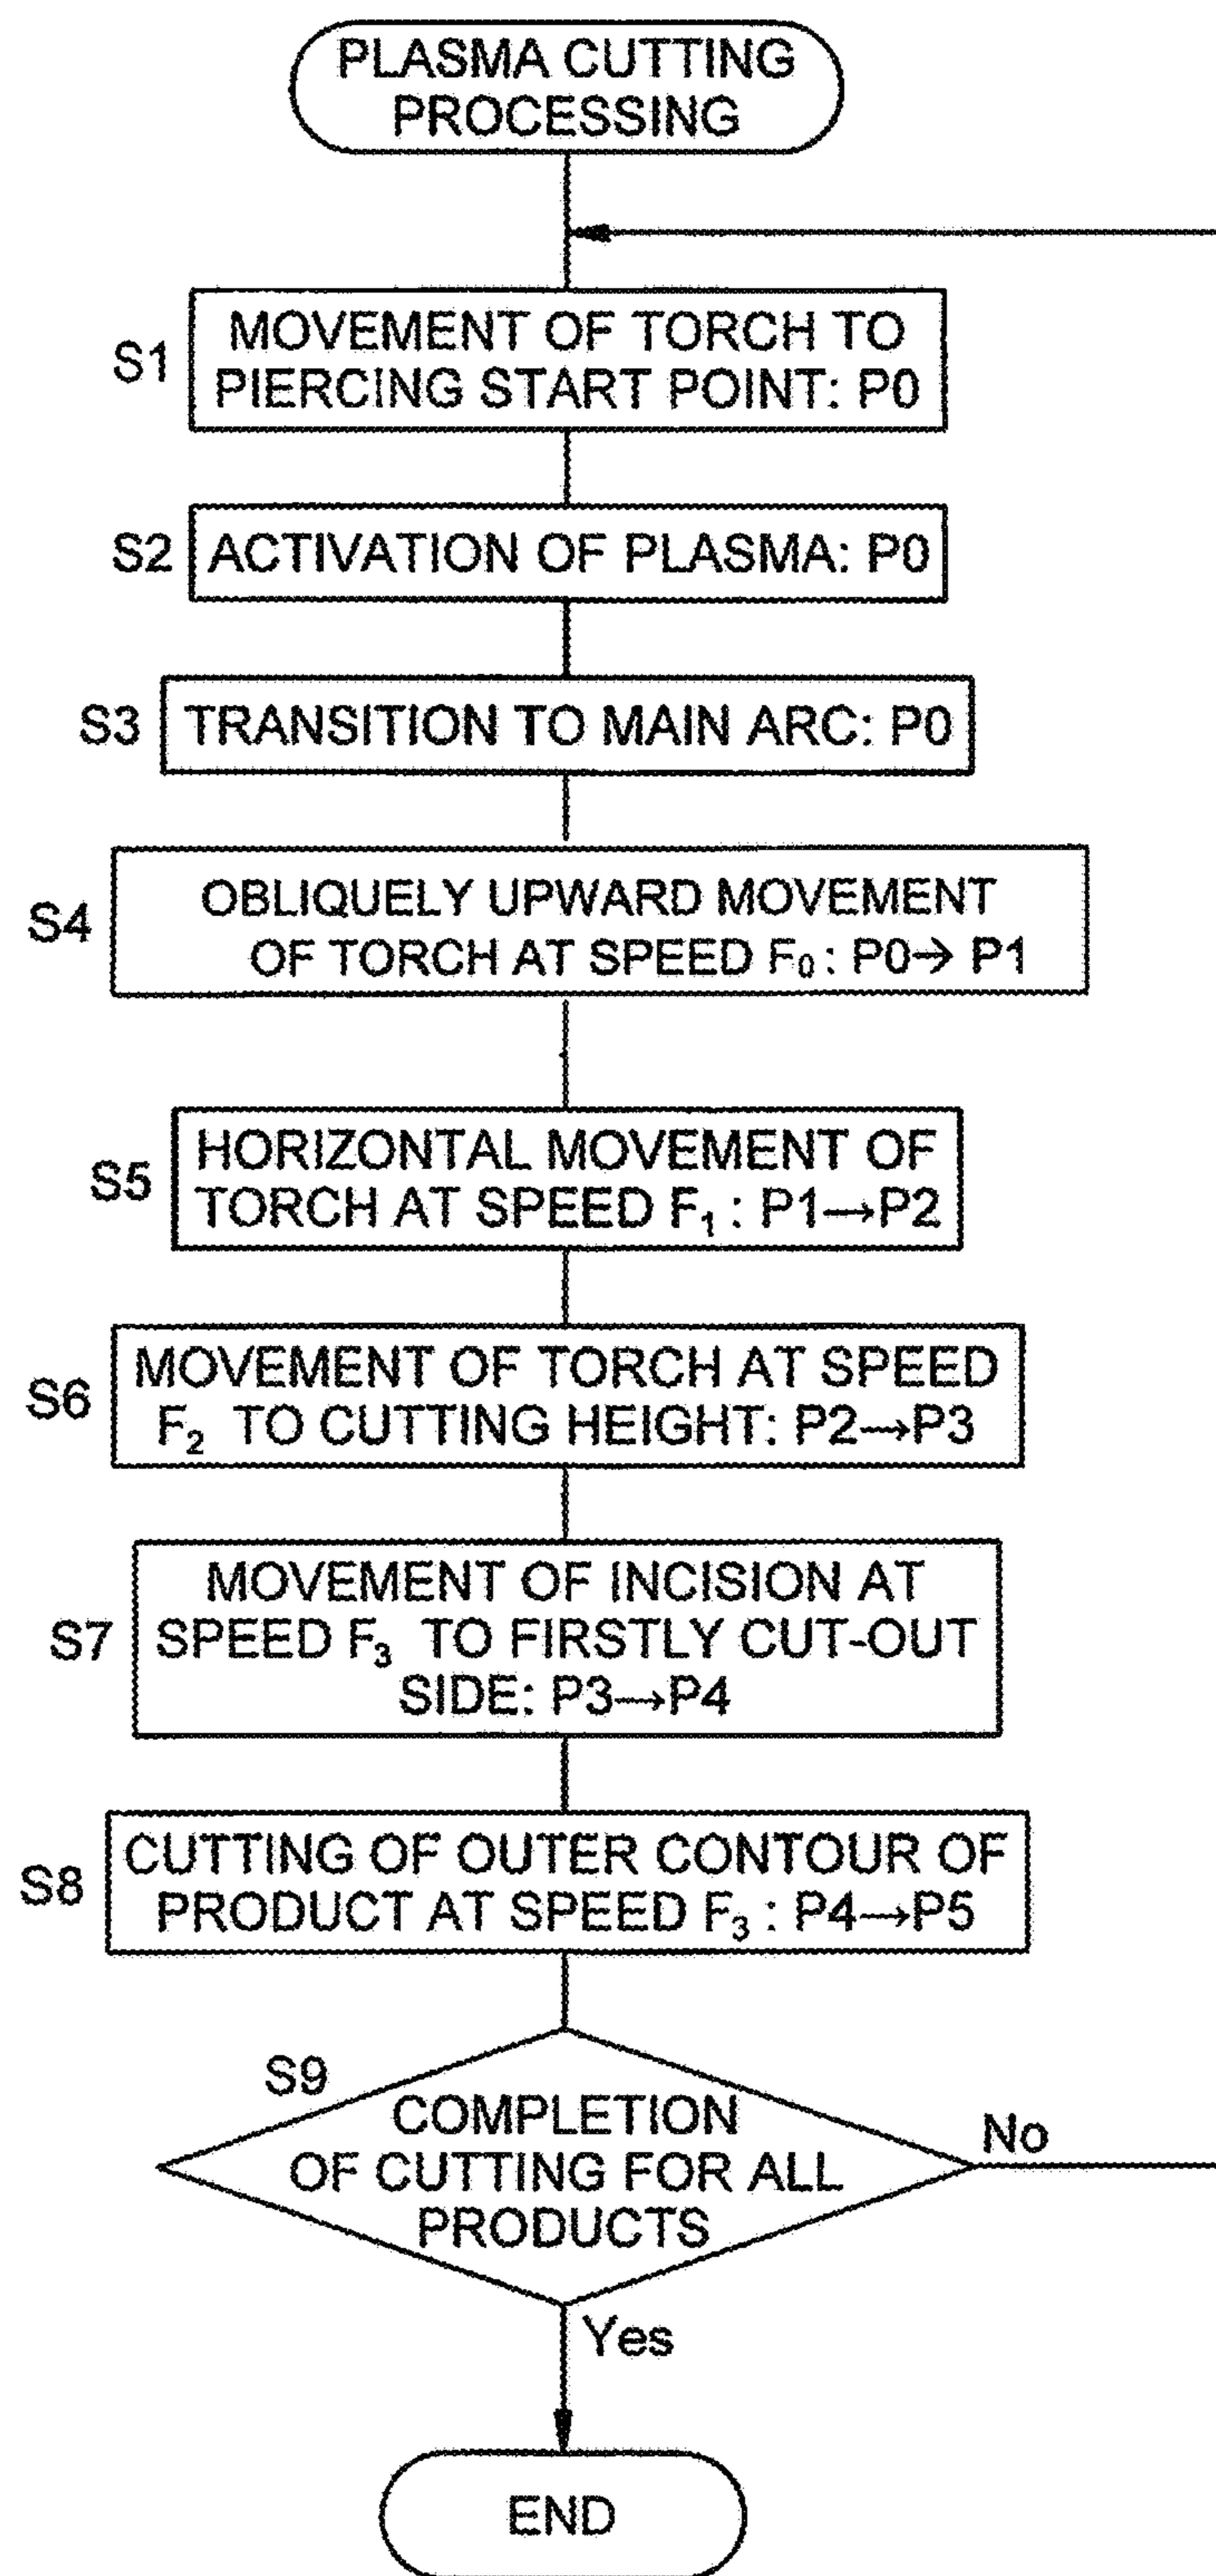 PLASMA CUTTING
PROCESSING
S1
MOVEMENT OF TORCH TO
PIERCING START POINT: P0
S2
ACTIVATION OF PLASMA: P0
S3
TRANSITION TO MAIN ARC: P0
S4
OBLIQUELY UPWARD MOVEMENT
OF TORCH AT SPEED F₀ : P0→ P1
S5
HORIZONTAL MOVEMENT OF
TORCH AT SPEED F₁ : P1→P2
S6
MOVEMENT OF TORCH AT SPEED
F₂ TO CUTTING HEIGHT: P2→P3
S7
MOVEMENT OF INCISION AT
SPEED F₃ TO FIRSTLY CUT-OUT
SIDE: P3→P4
S8
CUTTING OF OUTER CONTOUR OF
PRODUCT AT SPEED F₃ : P4→P5
S9
COMPLETION
OF CUTTING FOR ALL
PRODUCTS
No
Yes
END